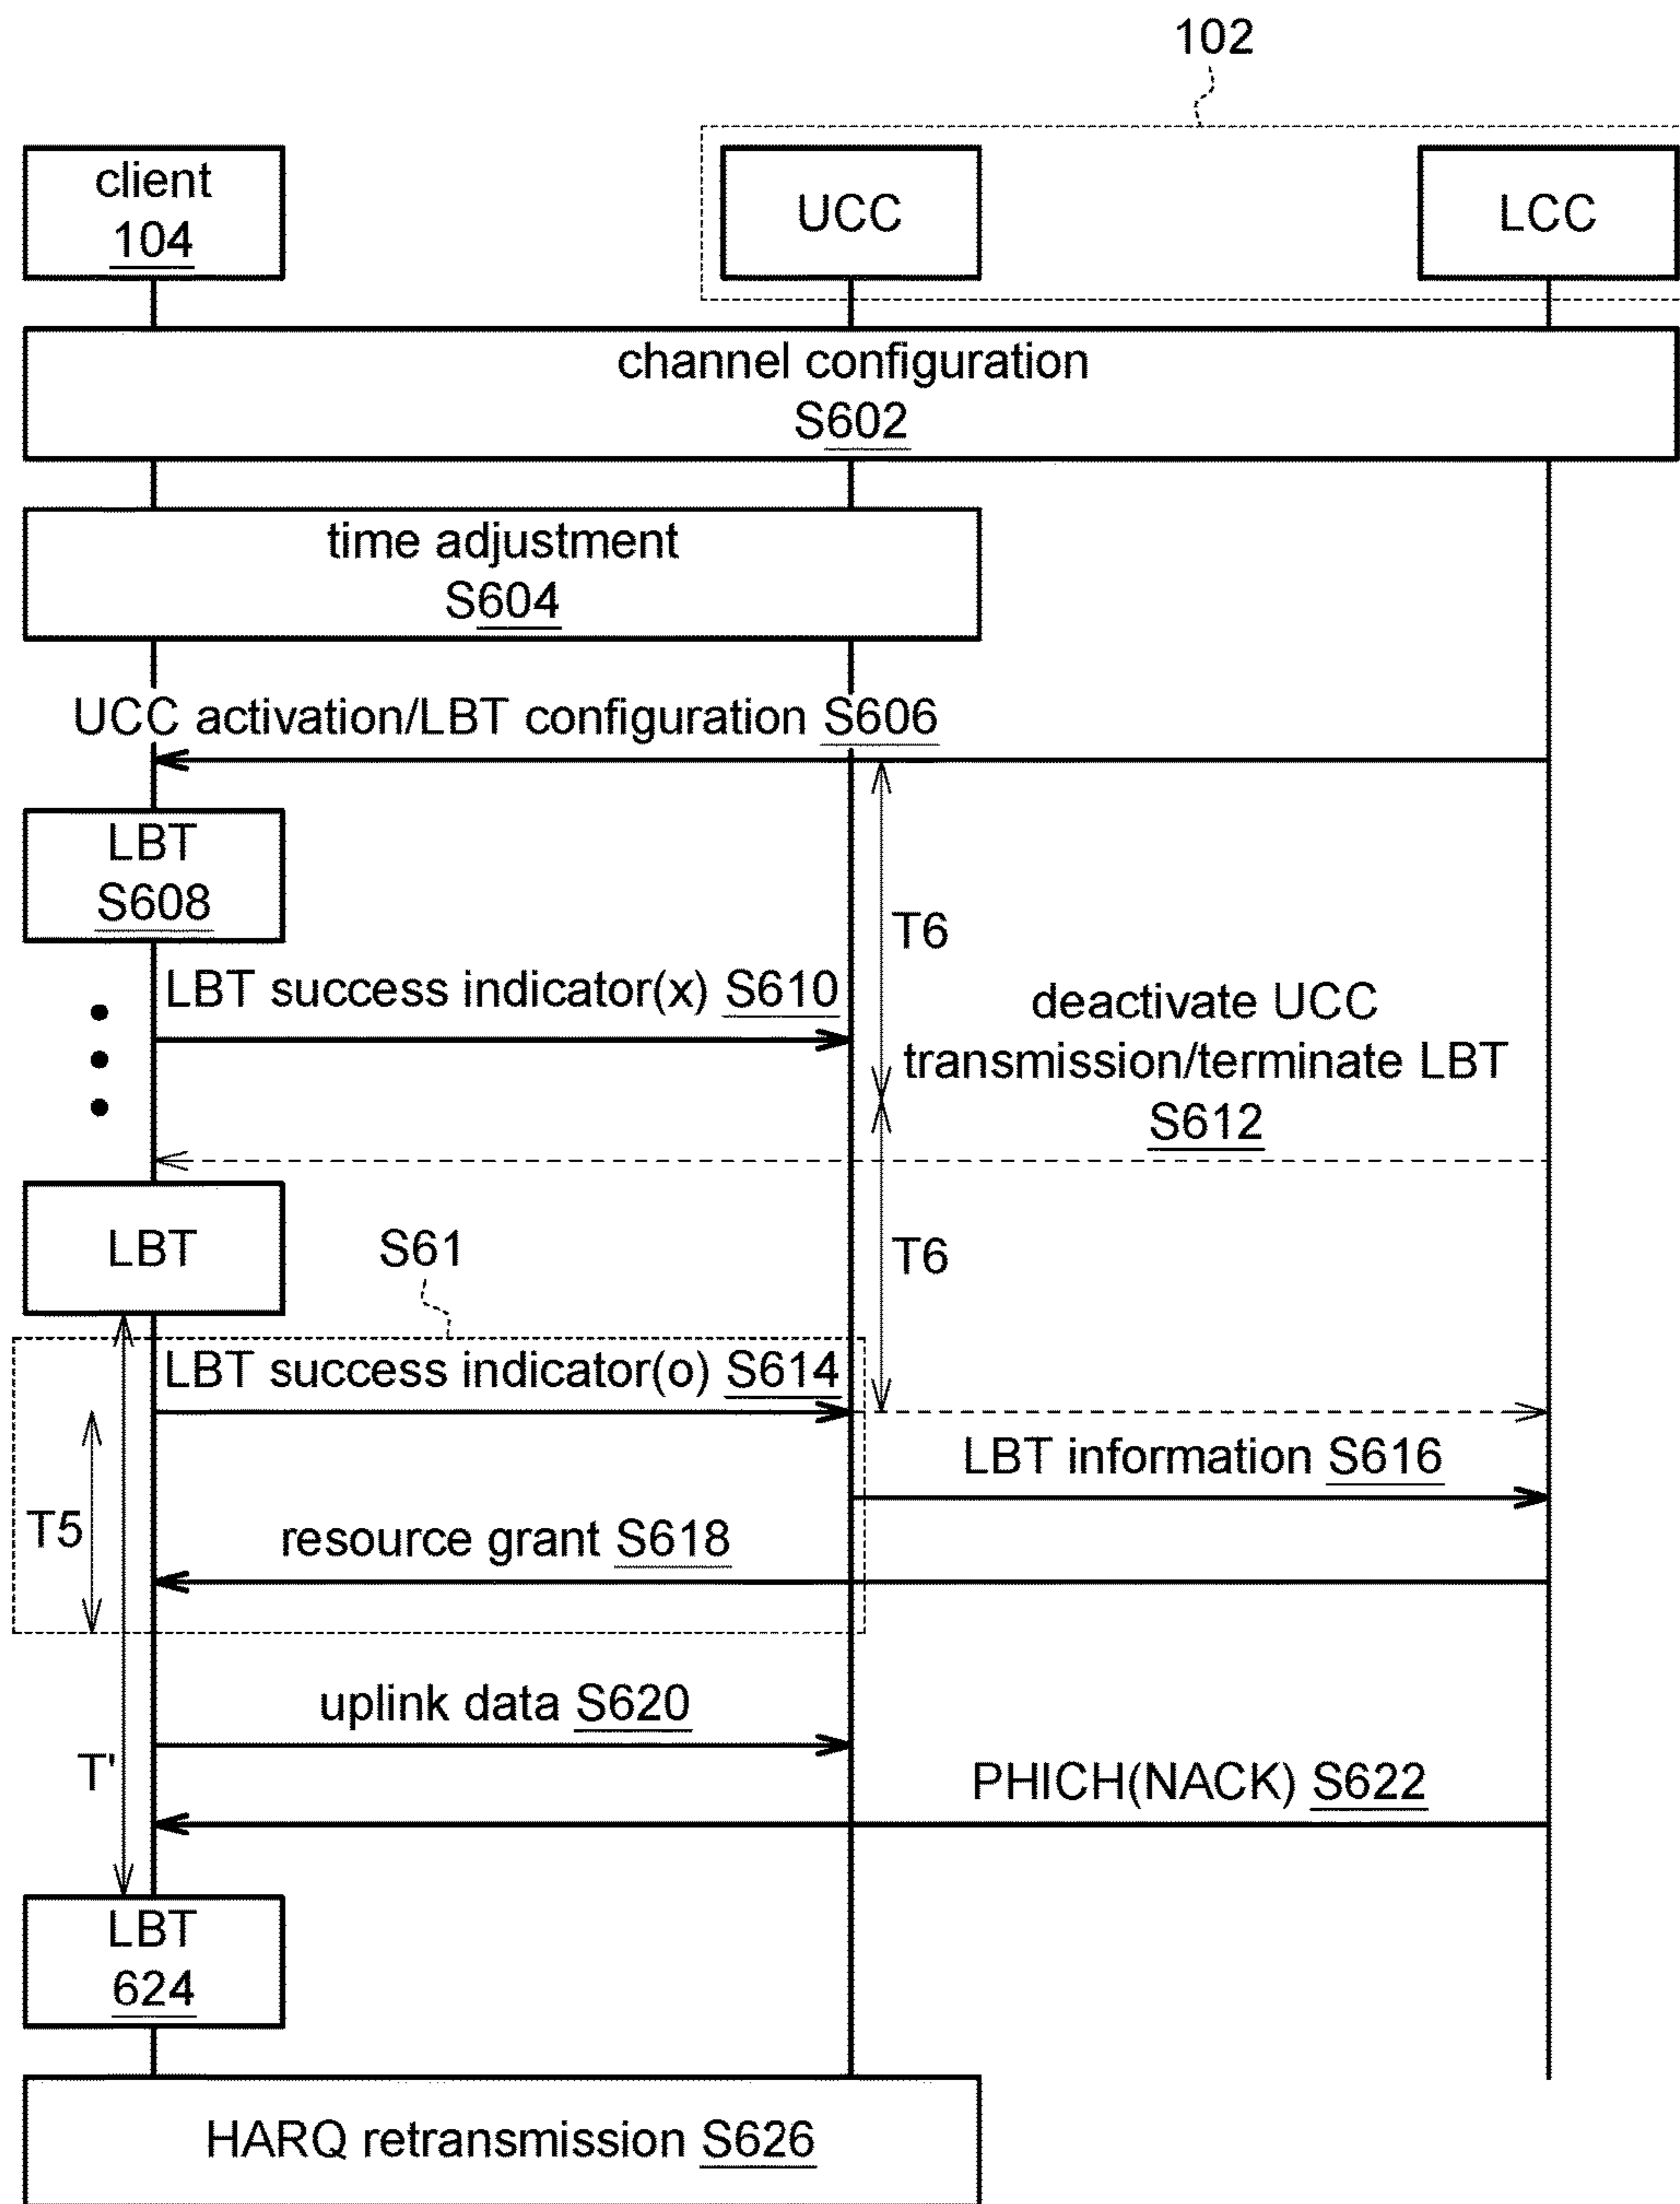 102
client
104
UCC
LCC
channel configuration
S602
time adjustment
S604
UCC activation/LBT configuration S606
LBT
S608
T6
LBT success indicator(x) S610
deactivate UCC
transmission/terminate LBT
S612
LBT
S61
T6
LBT success indicator(o) S614
LBT information S616
T5
resource grant S618
uplink data S620
T'
PHICH(NACK) S622
LBT
624
HARQ retransmission S626